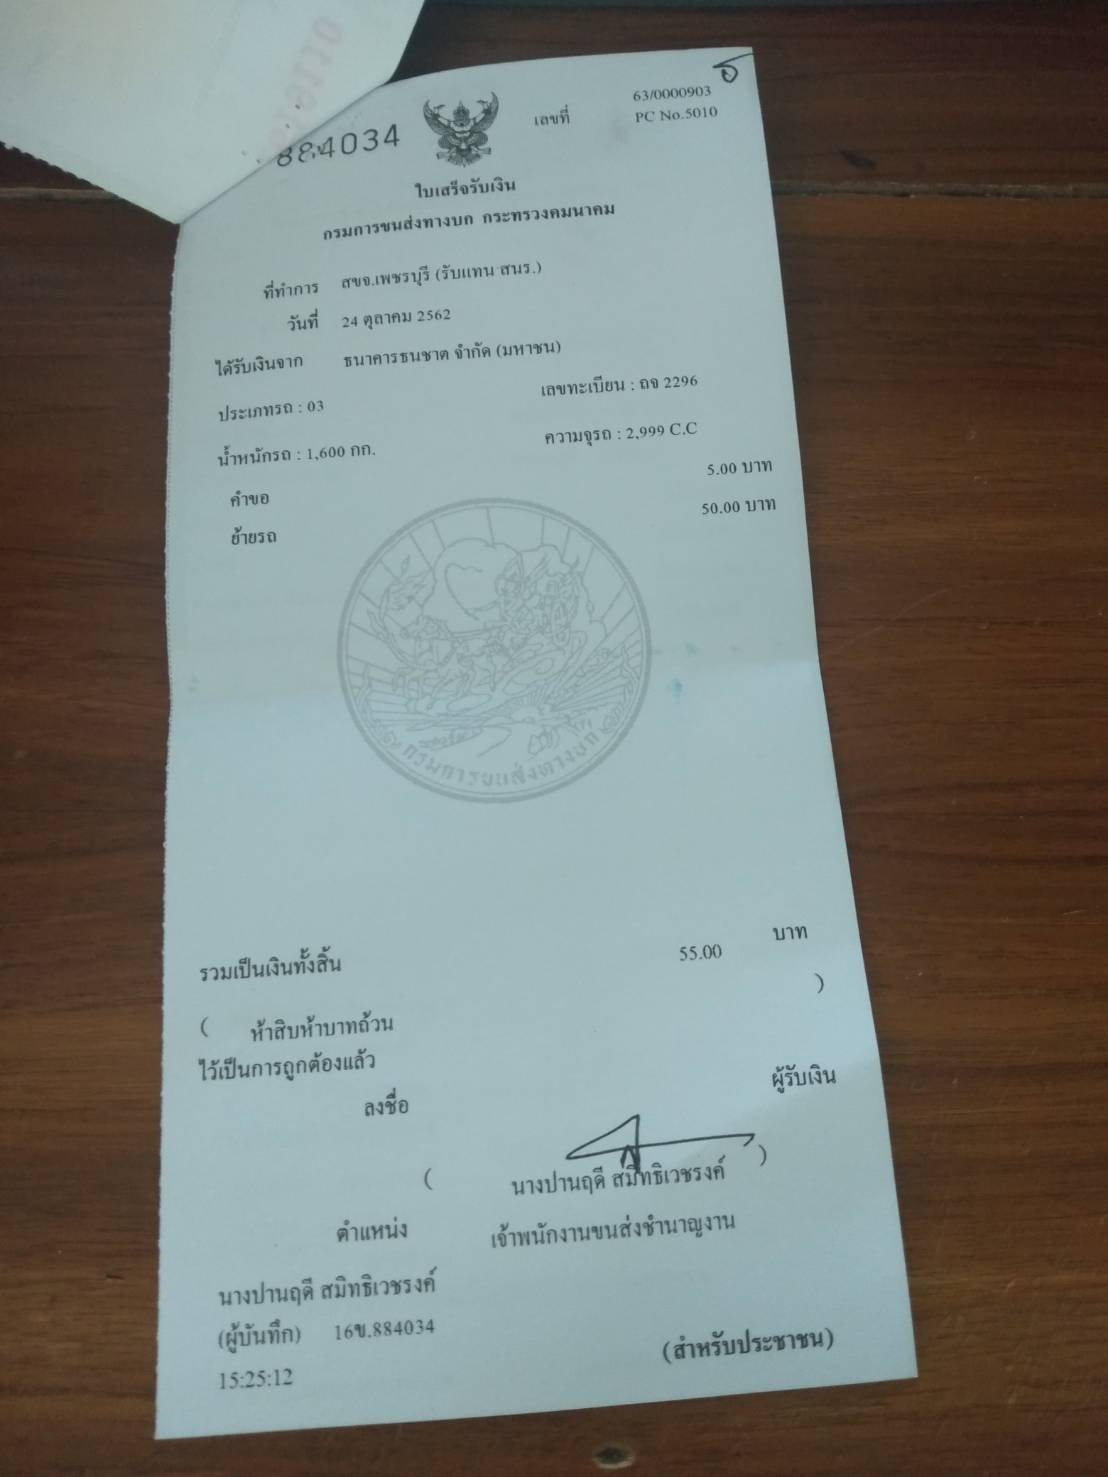 884034
เลขที่ 63/0000903
PC No.5010
ใบเสร็จรับเงิน
กรมการขนส่งทางบก กระทรวงคมนาคม
ที่ทำการ สขจ.เพชรบุรี (รับแทน สนร.)
วันที่ 24 ตุลาคม 2562
ได้รับเงินจาก ธนาคารธนชาต จำกัด (มหาชน)
ประเภทรถ : 03 เลขทะเบียน : ถจ 2296
น้ำหนักรถ : 1,600 กก. ความจุรถ : 2,999 C.C
คำขอ 5.00 บาท
ย้ายรถ 50.00 บาท
กรมการขนส่งทางบก
รวมเป็นเงินทั้งสิ้น 55.00 บาท
( ห้าสิบห้าบาทถ้วน )
ไว้เป็นการถูกต้องแล้ว
ลงชื่อ ผู้รับเงิน
( นางปานฤดี สมิทธิเวชรงค์ )
ตำแหน่ง เจ้าพนักงานขนส่งชำนาญงาน
นางปานฤดี สมิทธิเวชรงค์
(ผู้บันทึก) 16ข.884034
15:25:12 (สำหรับประชาชน)